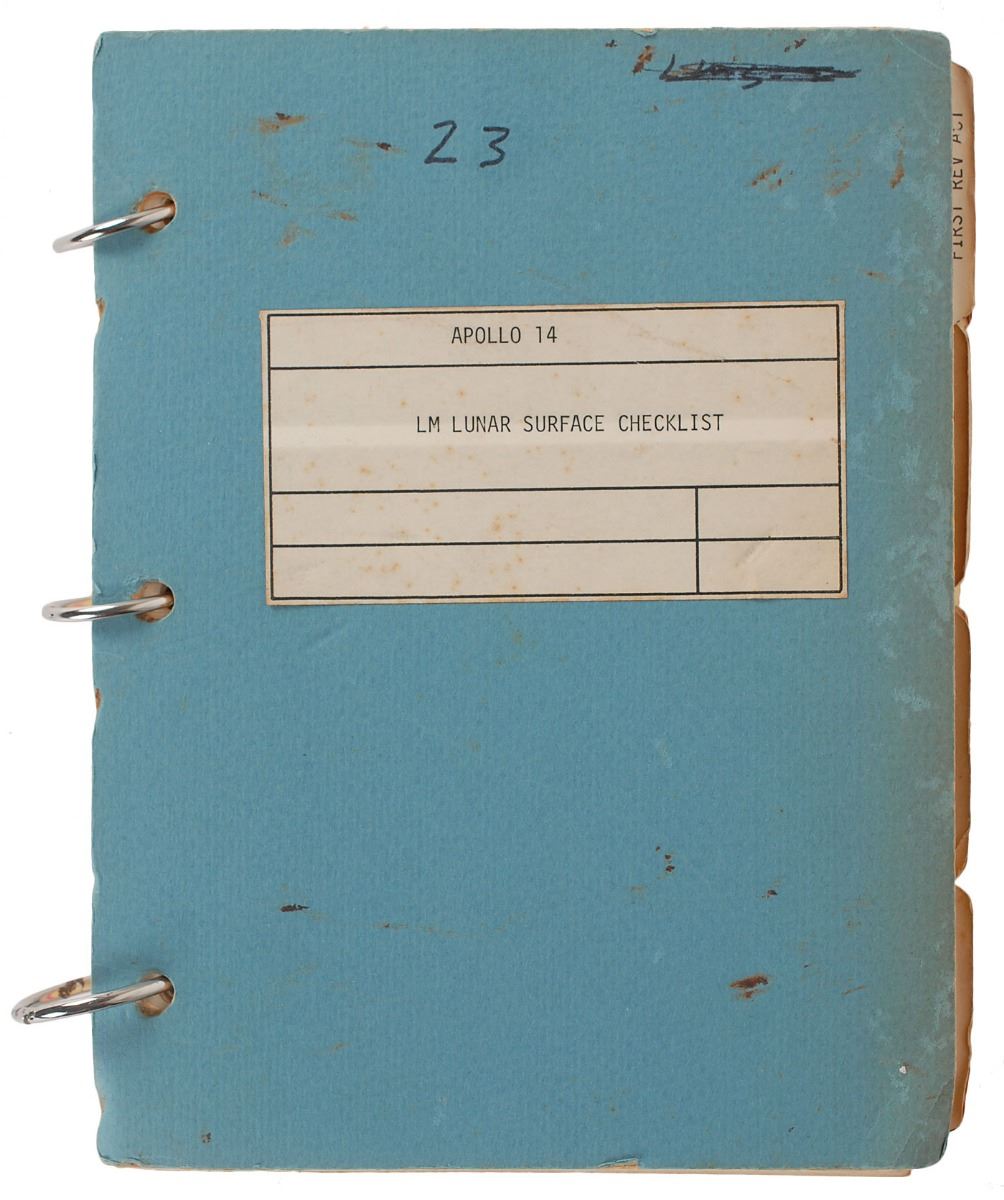 23
FIRST REV ACT
APOLLO 14
LM LUNAR SURFACE CHECKLIST